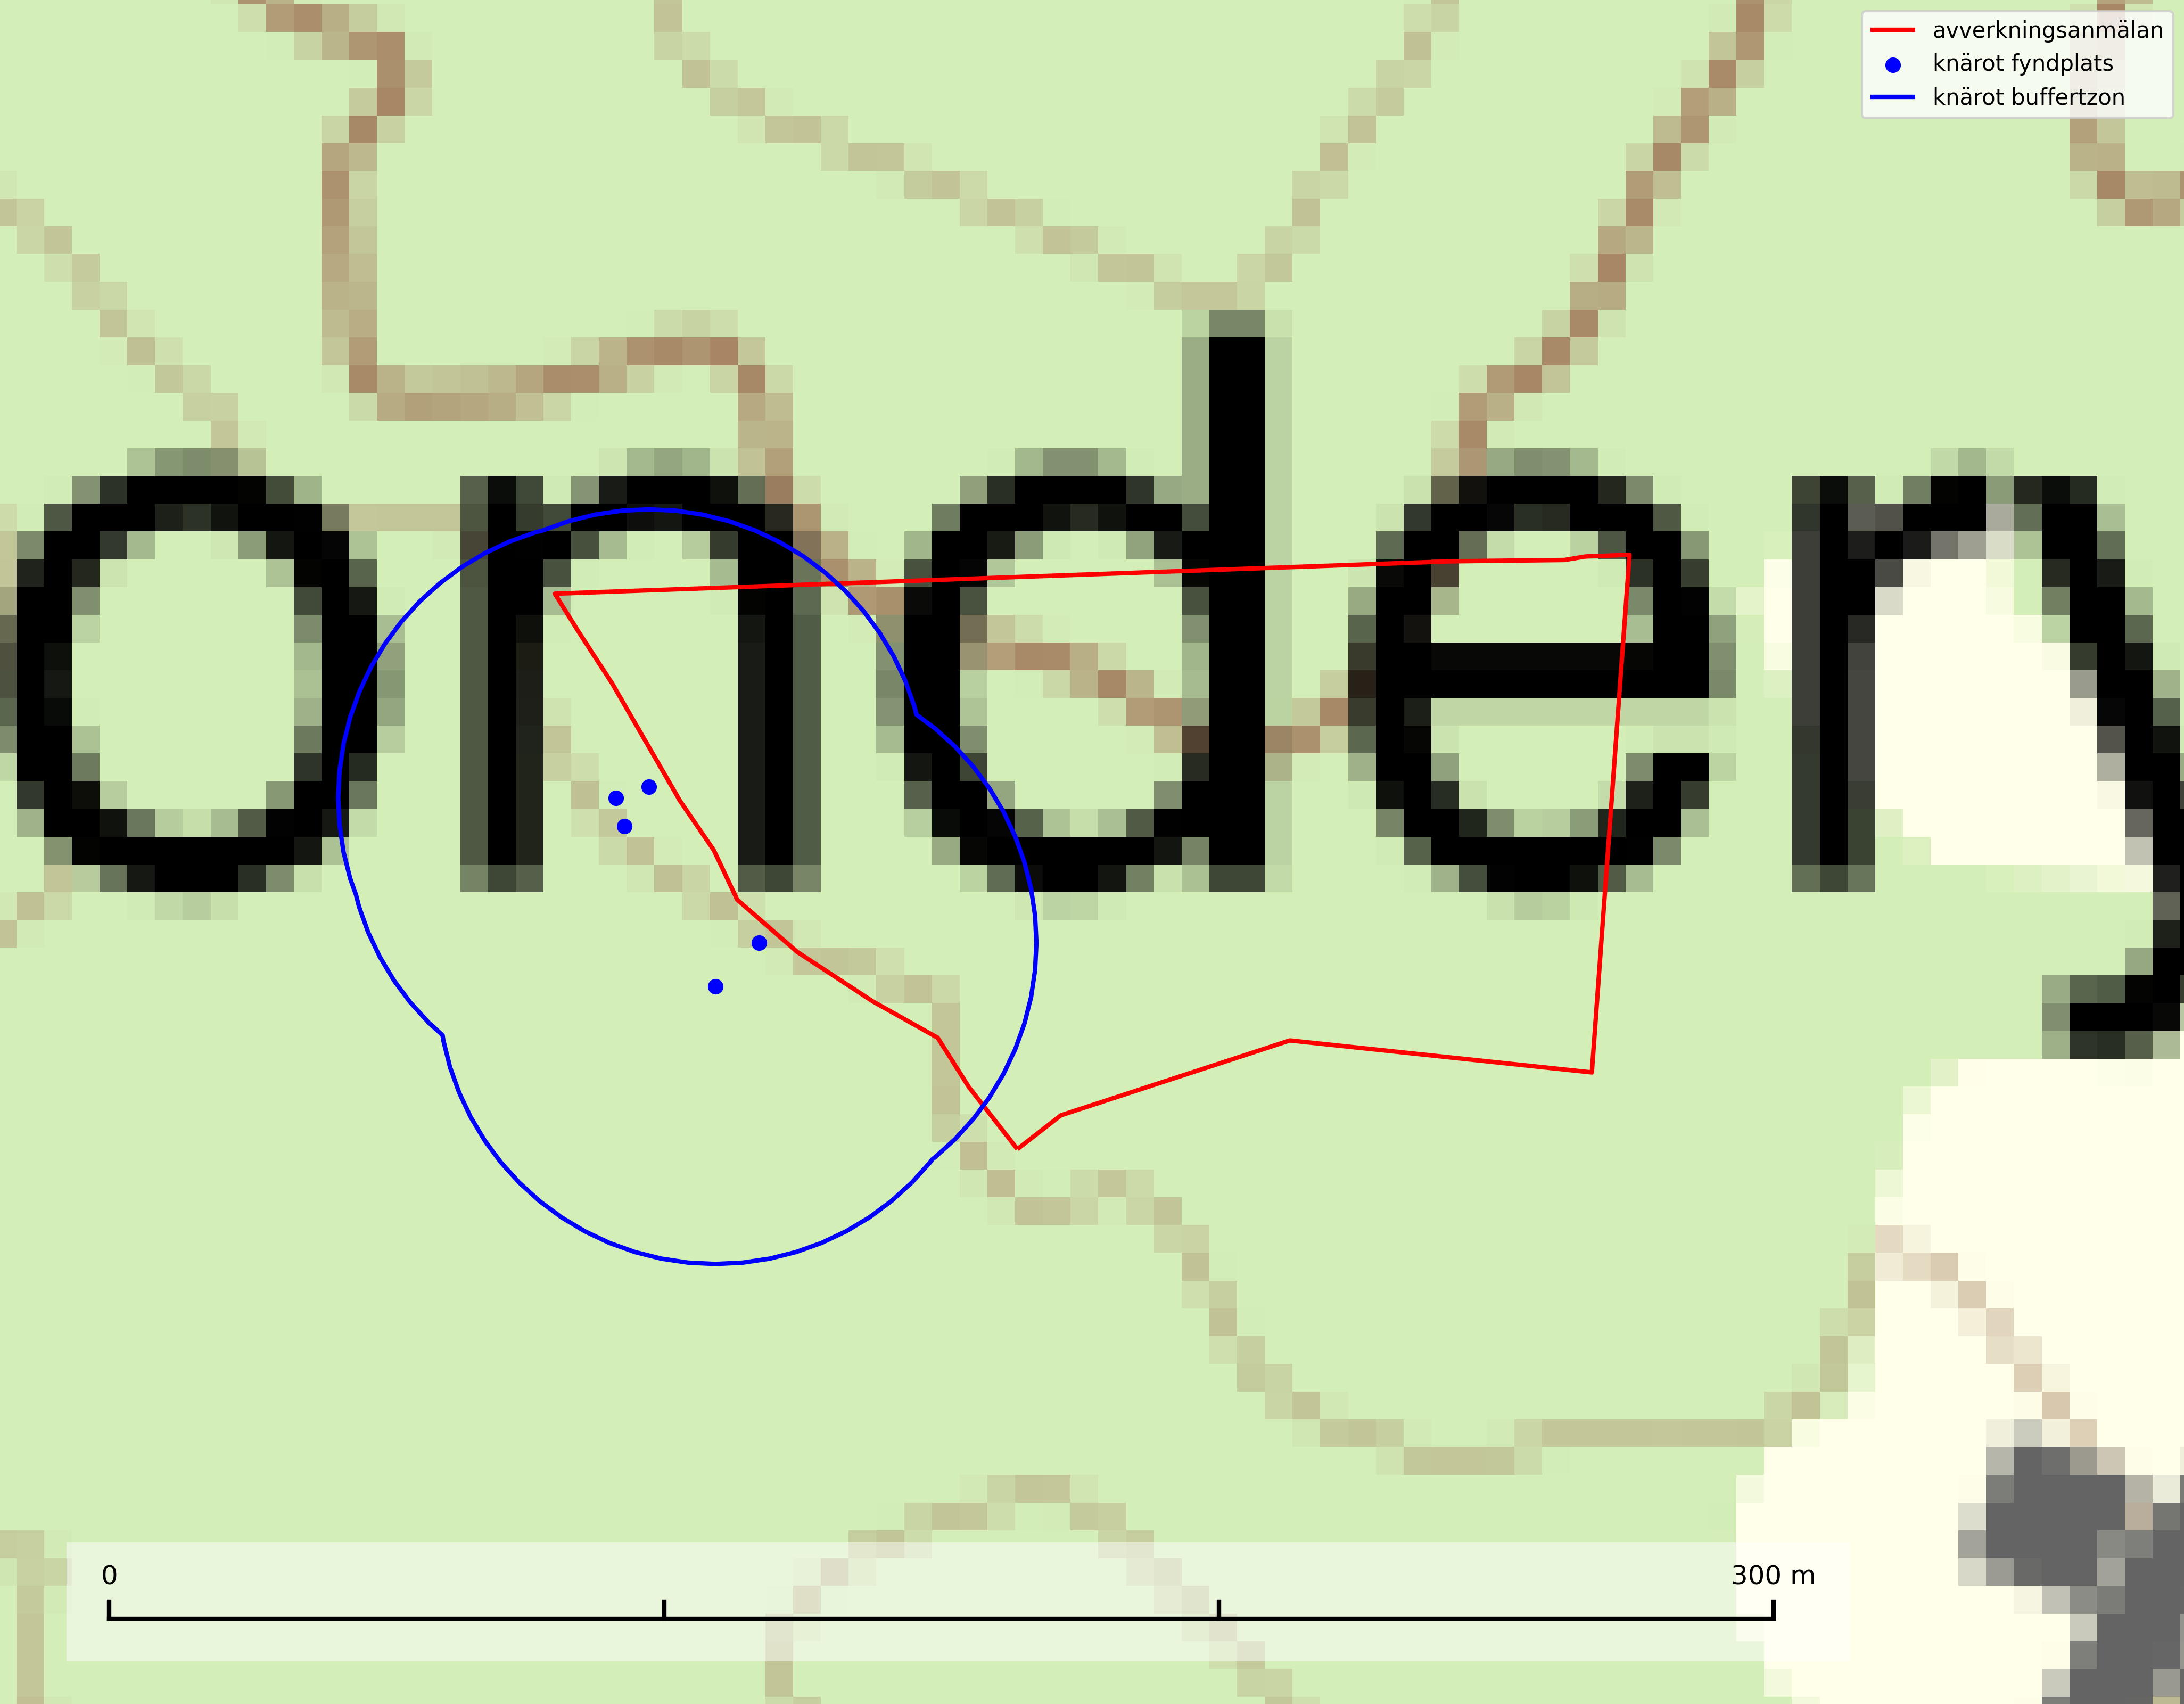 avverkningsanmälan
knärot fyndplats
knärot buffertzon
onder
0
300 m